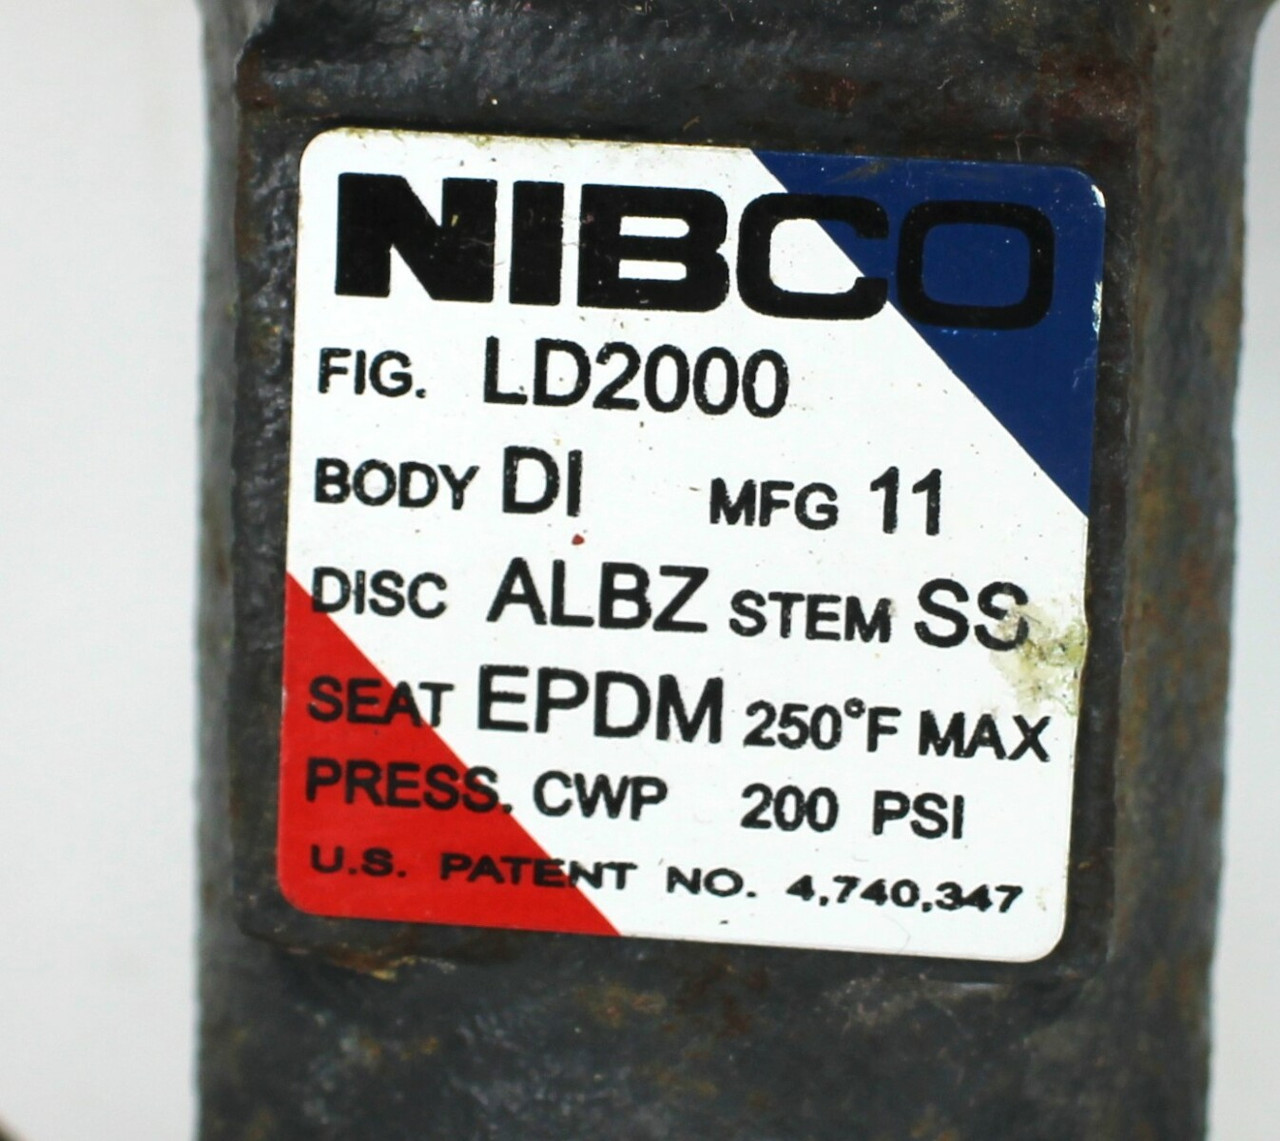 NIBCO
FIG. LD2000
BODY DI MFG 11
DISC ALBZ STEM SS
SEAT EPDM 250°F MAX
PRESS. CWP 200 PSI
U.S. PATENT NO. 4,740,347